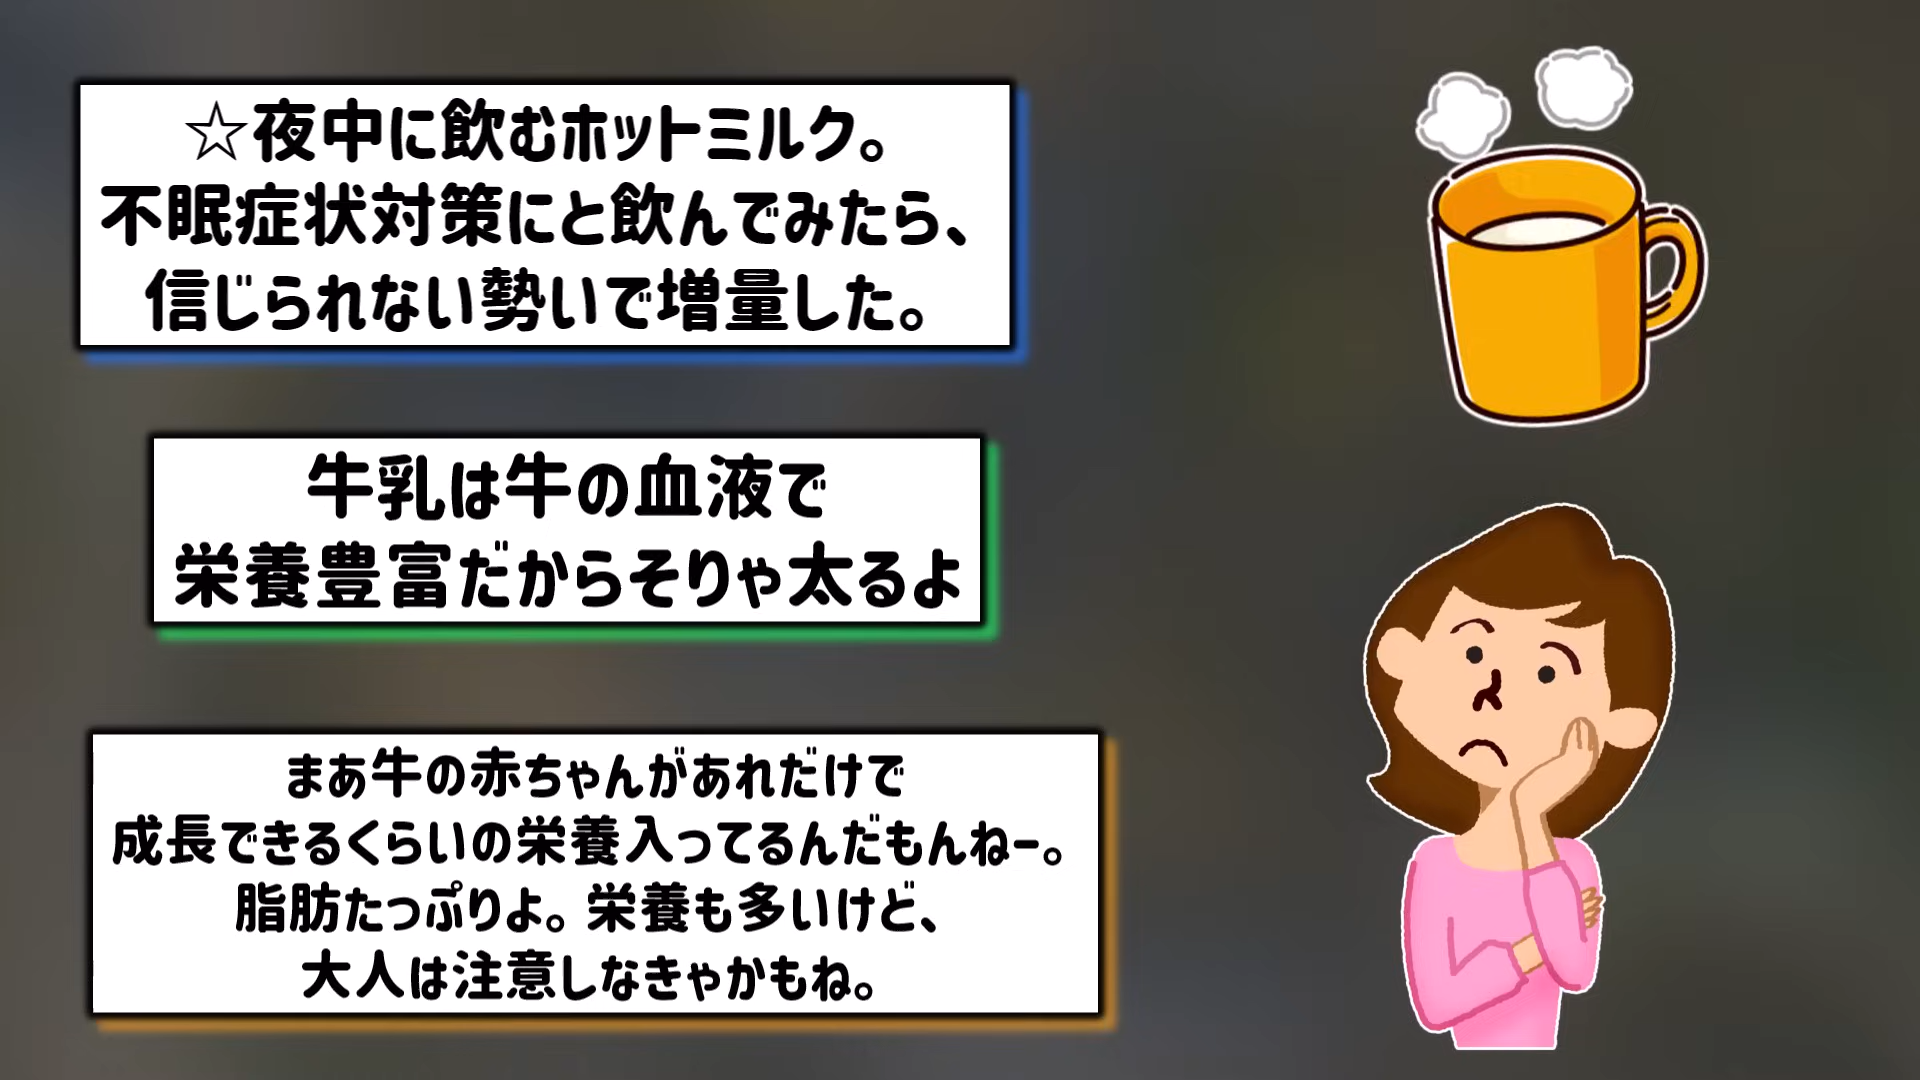 ☆夜中に飲むホットミルク。
不眠症状対策にと飲んでみたら、
信じられない勢いで増量した。
牛乳は牛の血液で
栄養豊富だからそりゃ太るよ
まあ牛の赤ちゃんがあれだけで
成長できるくらいの栄養入ってるんだもんねー。
脂肪たっぷりよ。栄養も多いけど、
大人は注意しなきゃかもね。